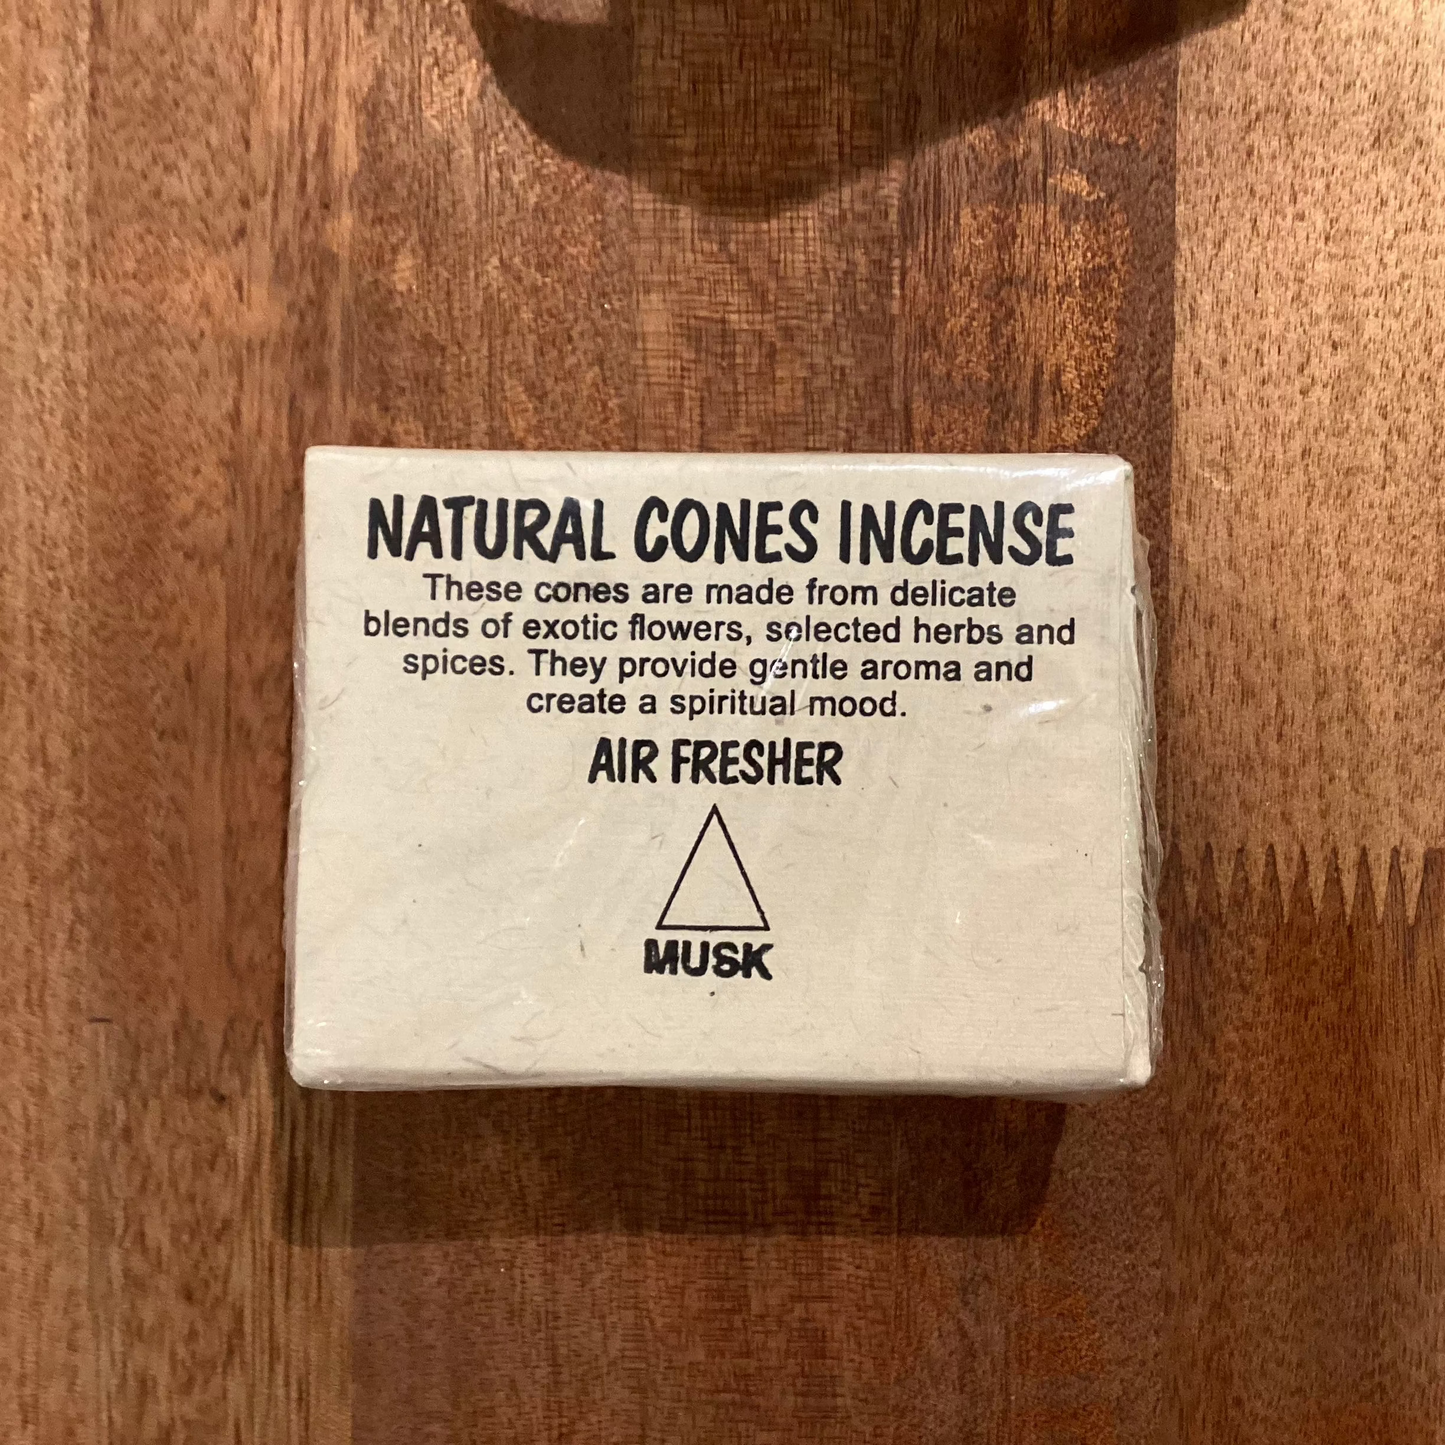 NATURAL CONES INCENSE
These cones are made from delicate
blends of exotic flowers, selected herbs and
spices. They provide gentle aroma and
create a spiritual mood.
AIR FRESHER
MUSK